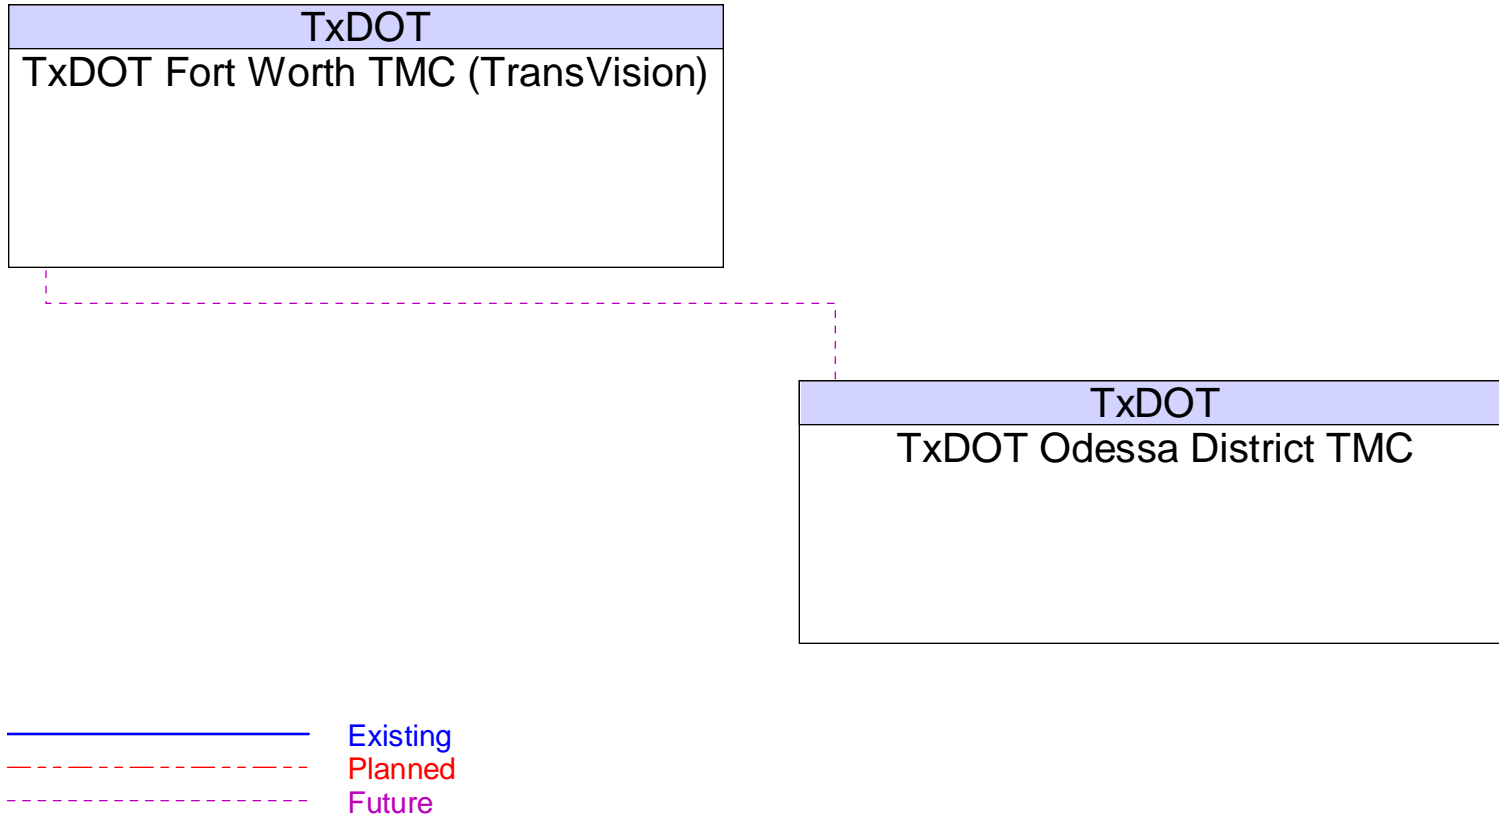 TxDOT
TxDOT Fort Worth TMC (TransVision)
TxDOT
TxDOT Odessa District TMC
Existing
Planned
Future